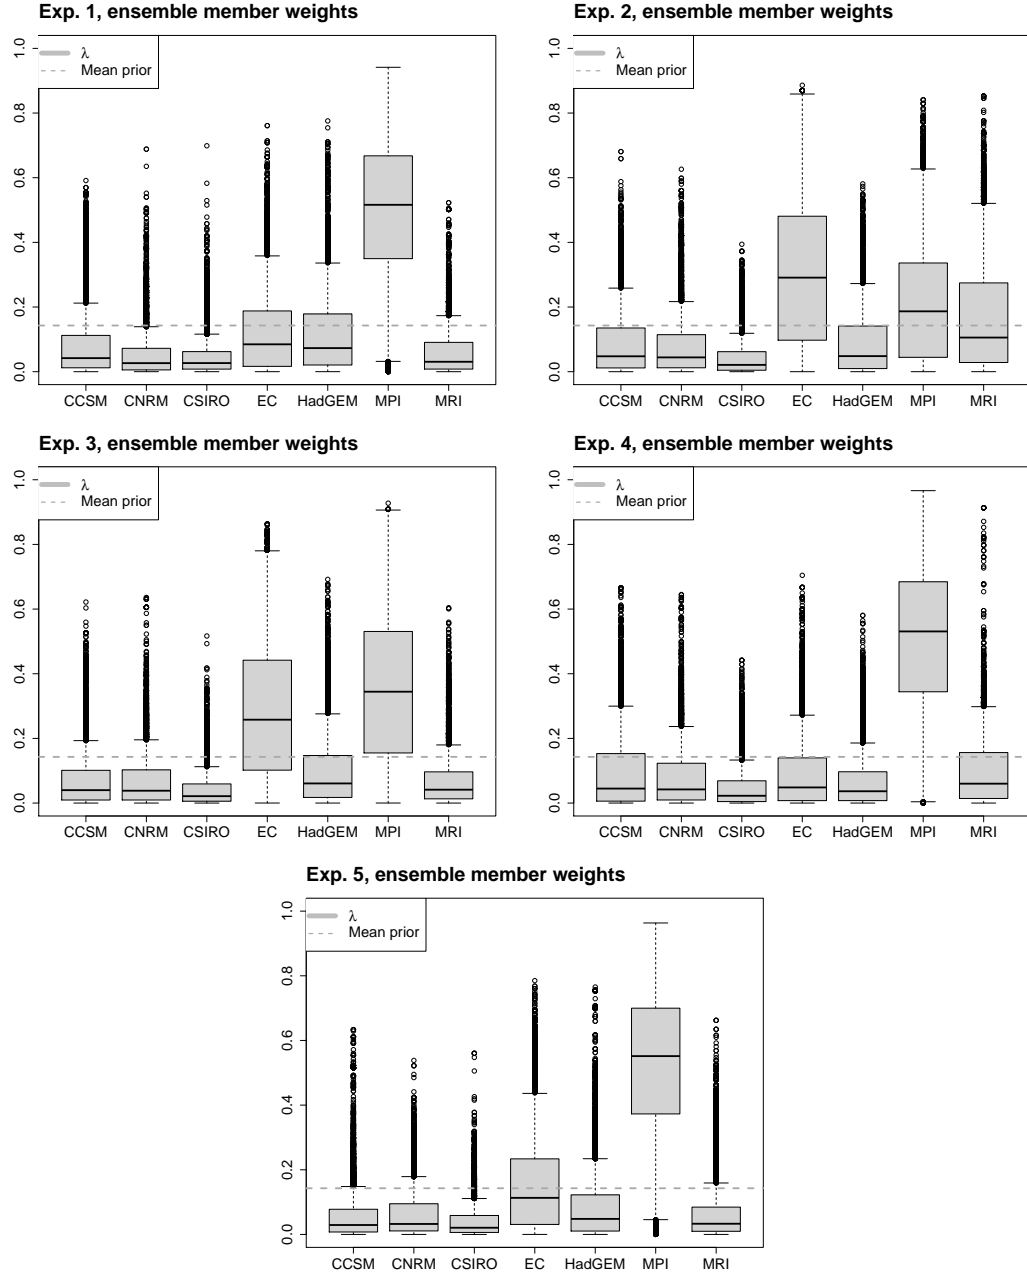 Exp. 1, ensemble member weights
λ
Mean prior
1.0
0.8
0.6
0.4
0.2
0.0
CCSM CNRM CSIRO EC HadGEM MPI MRI
Exp. 2, ensemble member weights
λ
Mean prior
1.0
0.8
0.6
0.4
0.2
0.0
CCSM CNRM CSIRO EC HadGEM MPI MRI
Exp. 3, ensemble member weights
λ
Mean prior
1.0
0.8
0.6
0.4
0.2
0.0
CCSM CNRM CSIRO EC HadGEM MPI MRI
Exp. 4, ensemble member weights
λ
Mean prior
1.0
0.8
0.6
0.4
0.2
0.0
CCSM CNRM CSIRO EC HadGEM MPI MRI
Exp. 5, ensemble member weights
λ
Mean prior
1.0
0.8
0.6
0.4
0.2
0.0
CCSM CNRM CSIRO EC HadGEM MPI MRI